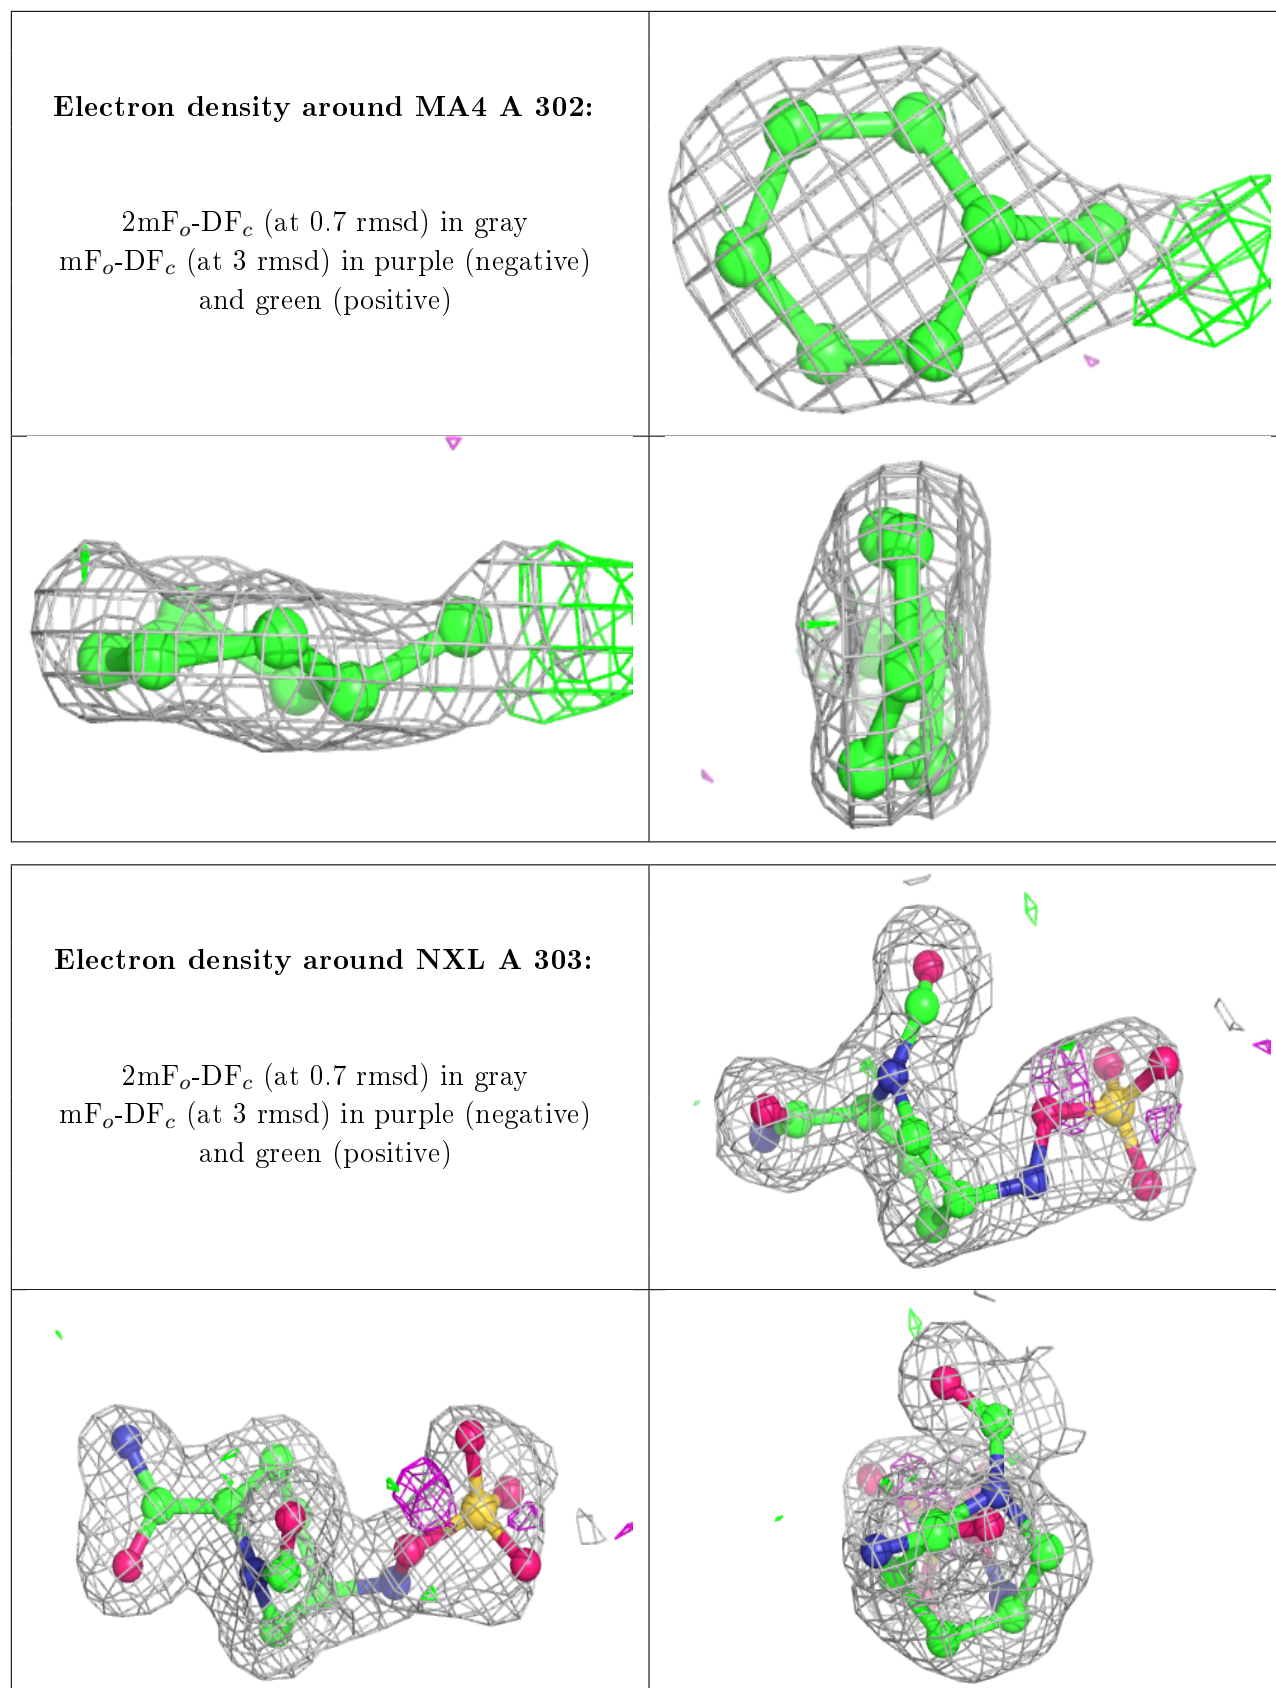 Electron density around MA4 A 302:
2mFo-DFc (at 0.7 rmsd) in gray
mFo-DFc (at 3 rmsd) in purple (negative)
and green (positive)
Electron density around NXL A 303:
2mFo-DFc (at 0.7 rmsd) in gray
mFo-DFc (at 3 rmsd) in purple (negative)
and green (positive)